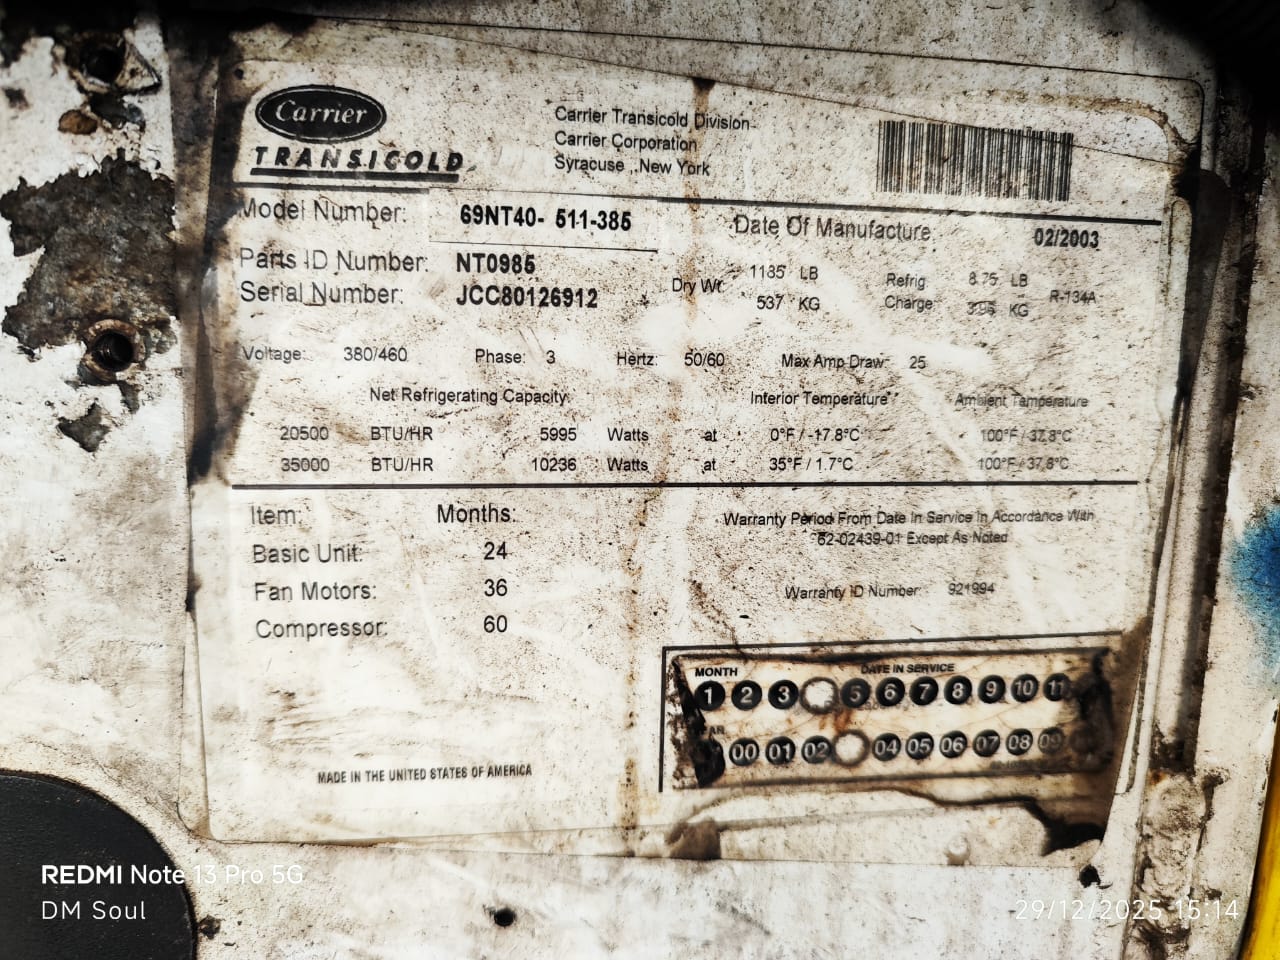 Carrier
TRANSICOLD
Carrier Transicold Division
Carrier Corporation
Syracuse , New York
Model Number: 69NT40- 511-385
Date Of Manufacture 02/2003
Parts ID Number: NT0985
Serial Number: JCC80126912
Dry Wt. 1185 LB
537 KG
Refrig Charge 8.75 LB
KG
R-134A
Voltage: 380/460 Phase: 3 Hertz: 50/60 Max Amp Draw 25
Net Refrigerating Capacity: Interior Temperature Ambient Temperature
20500 BTU/HR 5995 Watts at 0°F / -17.8°C 100°F / 37.8°C
35000 BTU/HR 10236 Watts at 35°F / 1.7°C 100°F / 37.8°C
Item: Months:
Basic Unit: 24
Fan Motors: 36
Compressor: 60
Warranty Period From Date In Service In Accordance With
62-02439-01 Except As Noted
Warranty ID Number: 921994
MONTH DATE IN SERVICE
1 2 3 5 6 7 8 9 10 11
00 01 02 04 05 06 07 08 09
MADE IN THE UNITED STATES OF AMERICA
REDMI Note 13 Pro 5G
DM Soul
29/12/2025 15:14